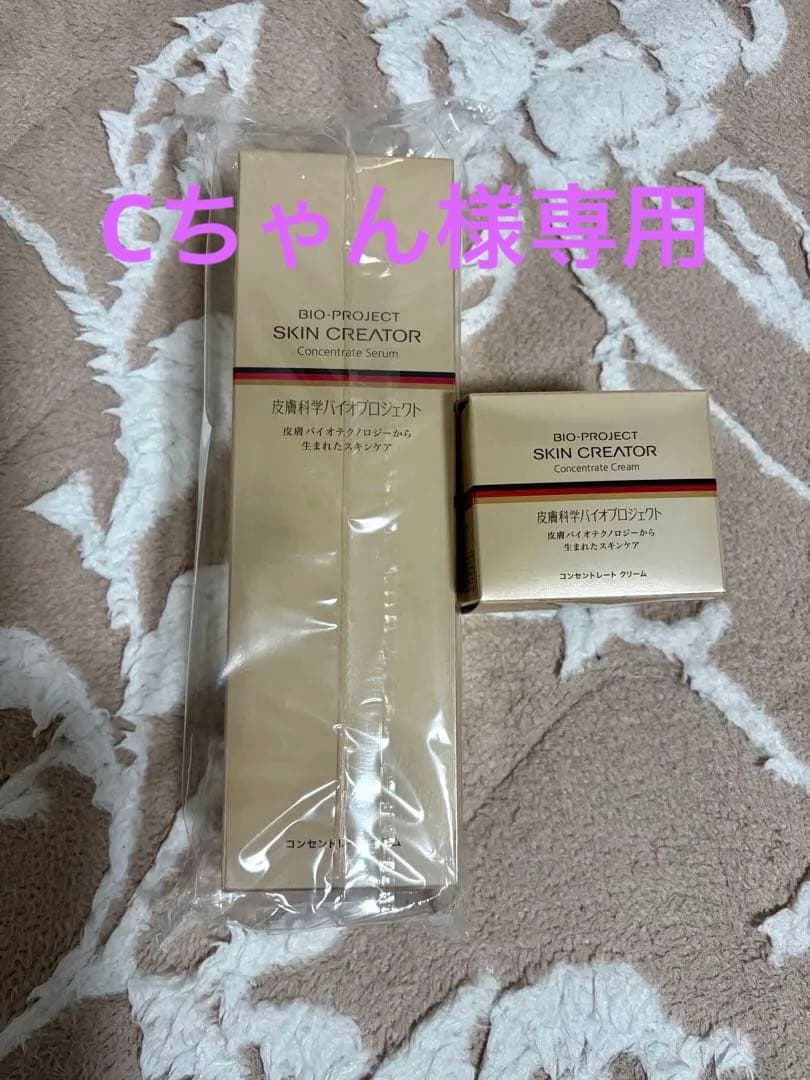 Cちゃん様専用
BIO-PROJECT
SKIN CREATOR
Concentrate Serum
皮膚科学バイオプロジェクト
皮膚バイオテクノロジーから
生まれたスキンケア
BIO-PROJECT
SKIN CREATOR
Concentrate Cream
皮膚科学バイオプロジェクト
皮膚バイオテクノロジーから
生まれたスキンケア
コンセントレート クリーム